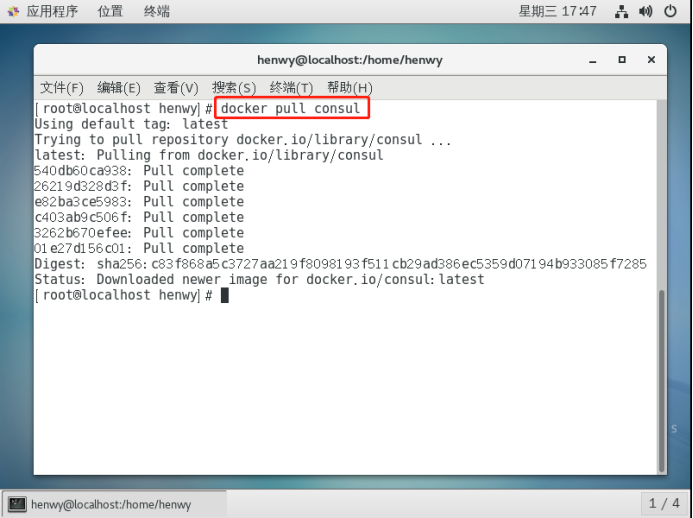 应用程序 位置 终端 星期三 17:47
henwy@localhost:/home/henwy
文件(F) 编辑(E) 查看(V) 搜索(S) 终端(T) 帮助(H)
[root@localhost henwy]# docker pull consul
Using default tag: latest
Trying to pull repository docker.io/library/consul ...
latest: Pulling from docker.io/library/consul
540db60ca938: Pull complete
26219d328d3f: Pull complete
e82ba3ce5983: Pull complete
c403ab9c506f: Pull complete
3262b670efee: Pull complete
01e27d156c01: Pull complete
Digest: sha256:c83f868a5c3727aa219f8098193f511cb29ad386ec5359d07194b933085f7285
Status: Downloaded newer image for docker.io/consul:latest
[root@localhost henwy]#
S
henwy@localhost:/home/henwy 1 / 4